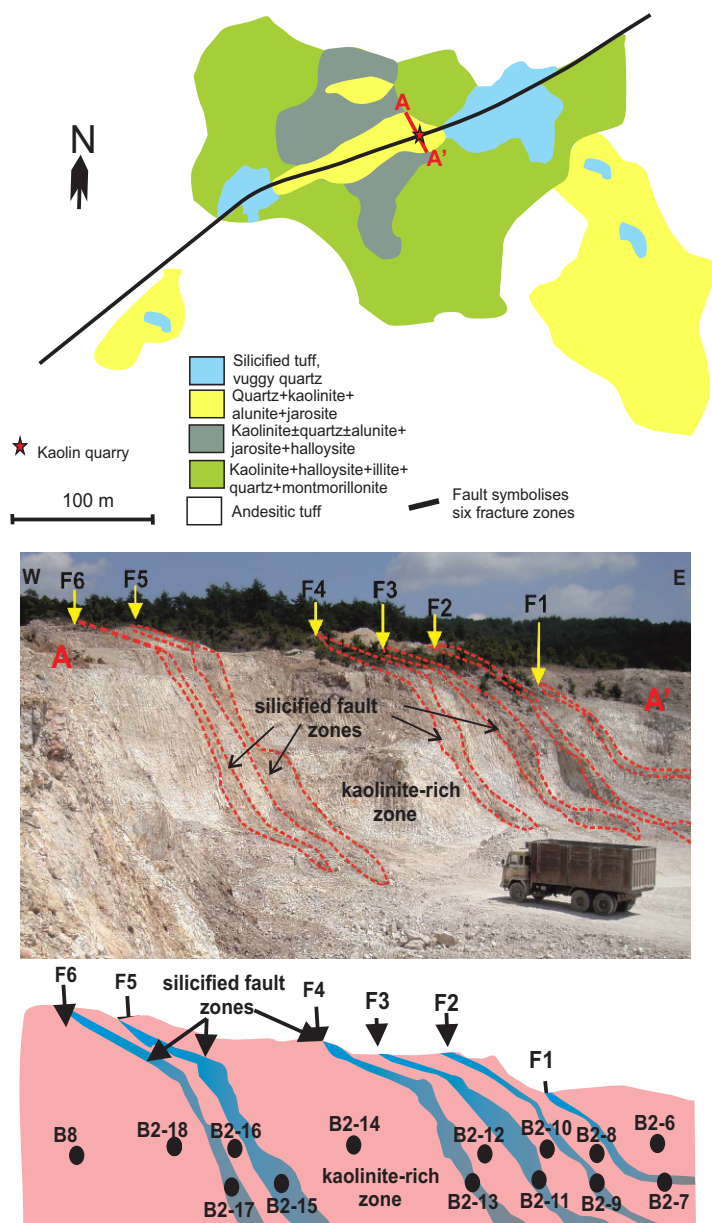 N
A
A'
Silicified tuff,
vuggy quartz
Quartz+kaolinite+
alunite+jarosite
Kaolinite±quartz±alunite+
jarosite+halloysite
Kaolin quarry
Kaolinite+halloysite+illite+
quartz+montmorillonite
100 m
Andesitic tuff
Fault symbolises
six fracture zones
W
E
F6
F5
F4
F3
F2
F1
A
A'
silicified fault
zones
kaolinite-rich
zone
F6
F5
silicified fault
zones
F4
F3
F2
F1
B8
B2-18
B2-16
B2-14
B2-12
B2-10
B2-8
B2-6
B2-17
B2-15
kaolinite-rich
zone
B2-13
B2-11
B2-9
B2-7